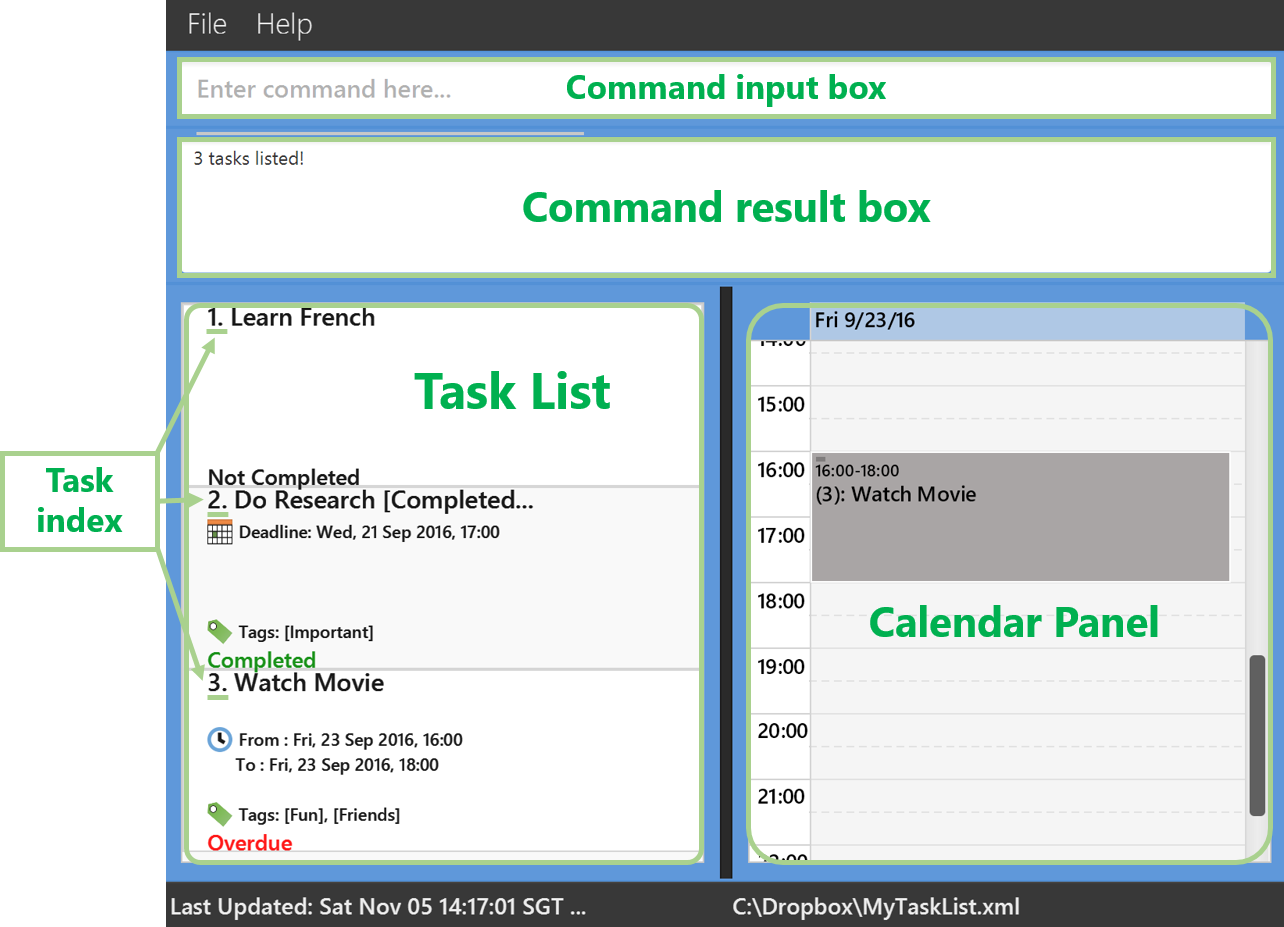 File Help
Enter command here...
Command input box
3 tasks listed!
Command result box
1. Learn French
Task List
Not Completed
2. Do Research [Completed...
Deadline: Wed, 21 Sep 2016, 17:00
Tags: [Important]
Completed
3. Watch Movie
From : Fri, 23 Sep 2016, 16:00
To : Fri, 23 Sep 2016, 18:00
Tags: [Fun], [Friends]
Overdue
Task
index
Fri 9/23/16
14:00
15:00
16:00
16:00-18:00
(3): Watch Movie
17:00
18:00
Calendar Panel
19:00
20:00
21:00
22:00
Last Updated: Sat Nov 05 14:17:01 SGT ...
C:\Dropbox\MyTaskList.xml